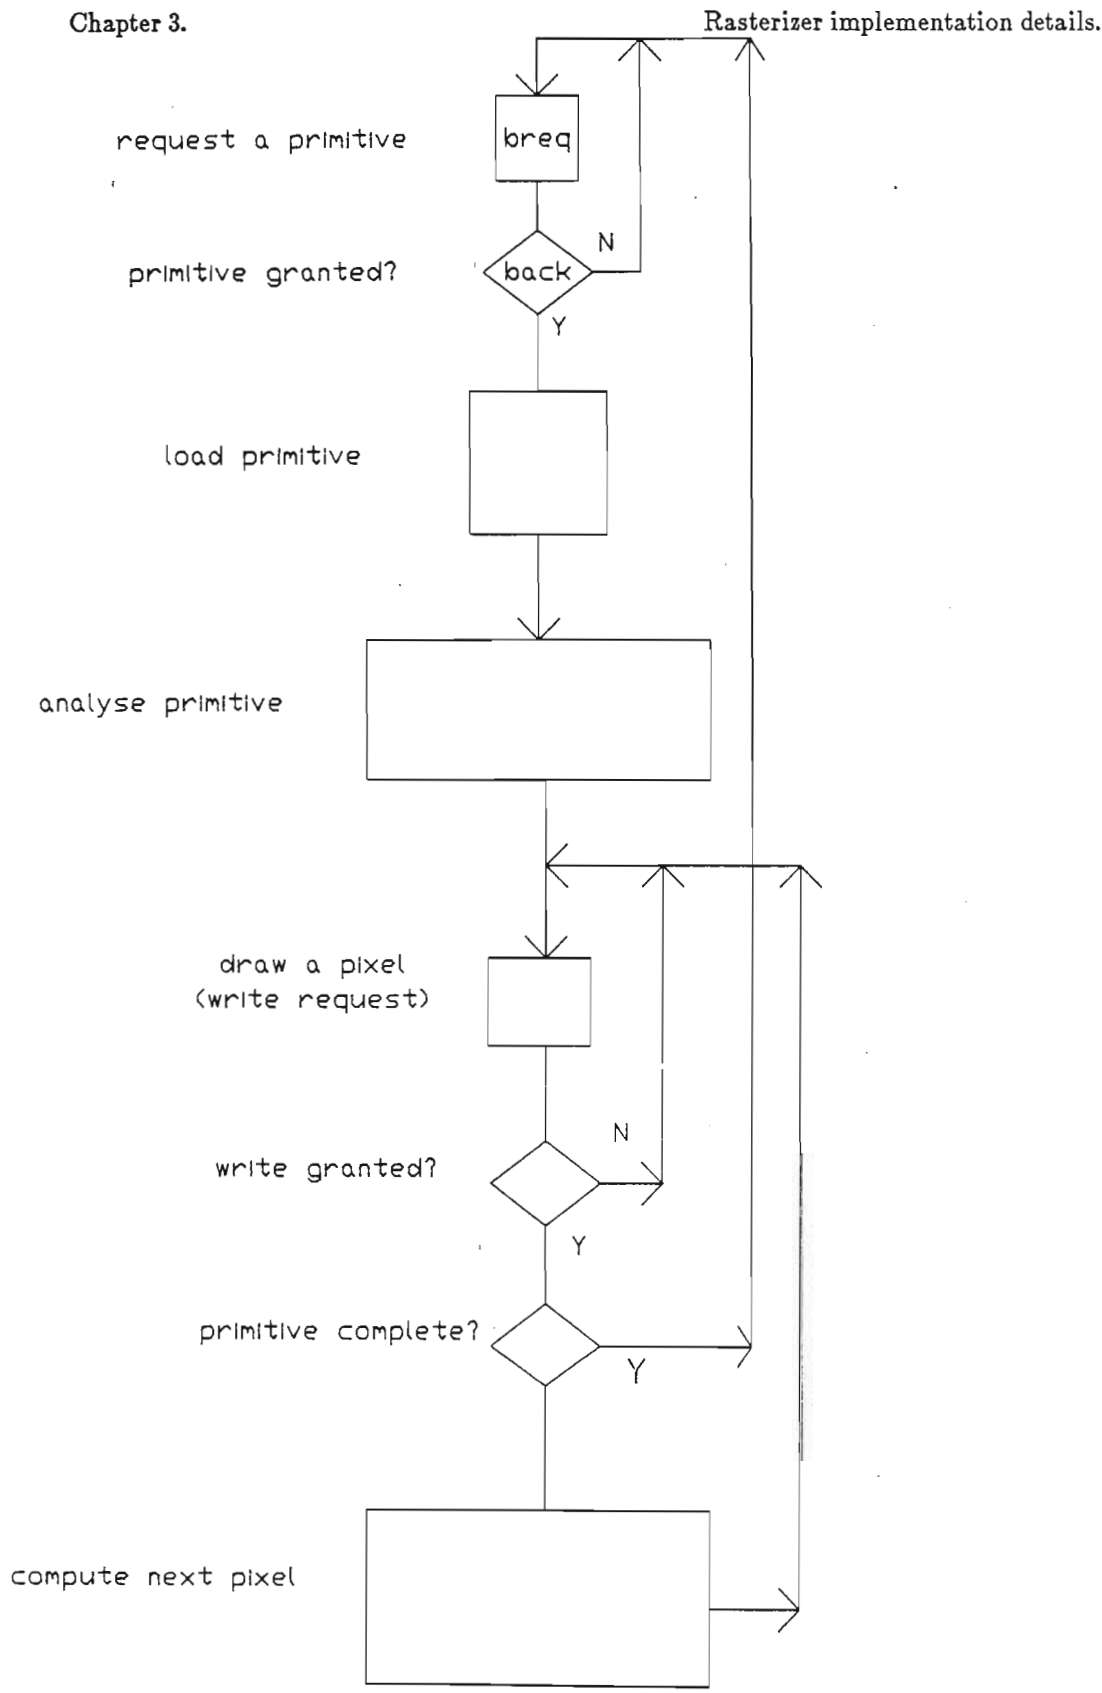 Chapter 3.
Rasterizer implementation details.
request a primitive
breq
primitive granted?
back
N
Y
load primitive
analyse primitive
draw a pixel
(write request)
N
write granted?
Y
primitive complete?
Y
compute next pixel